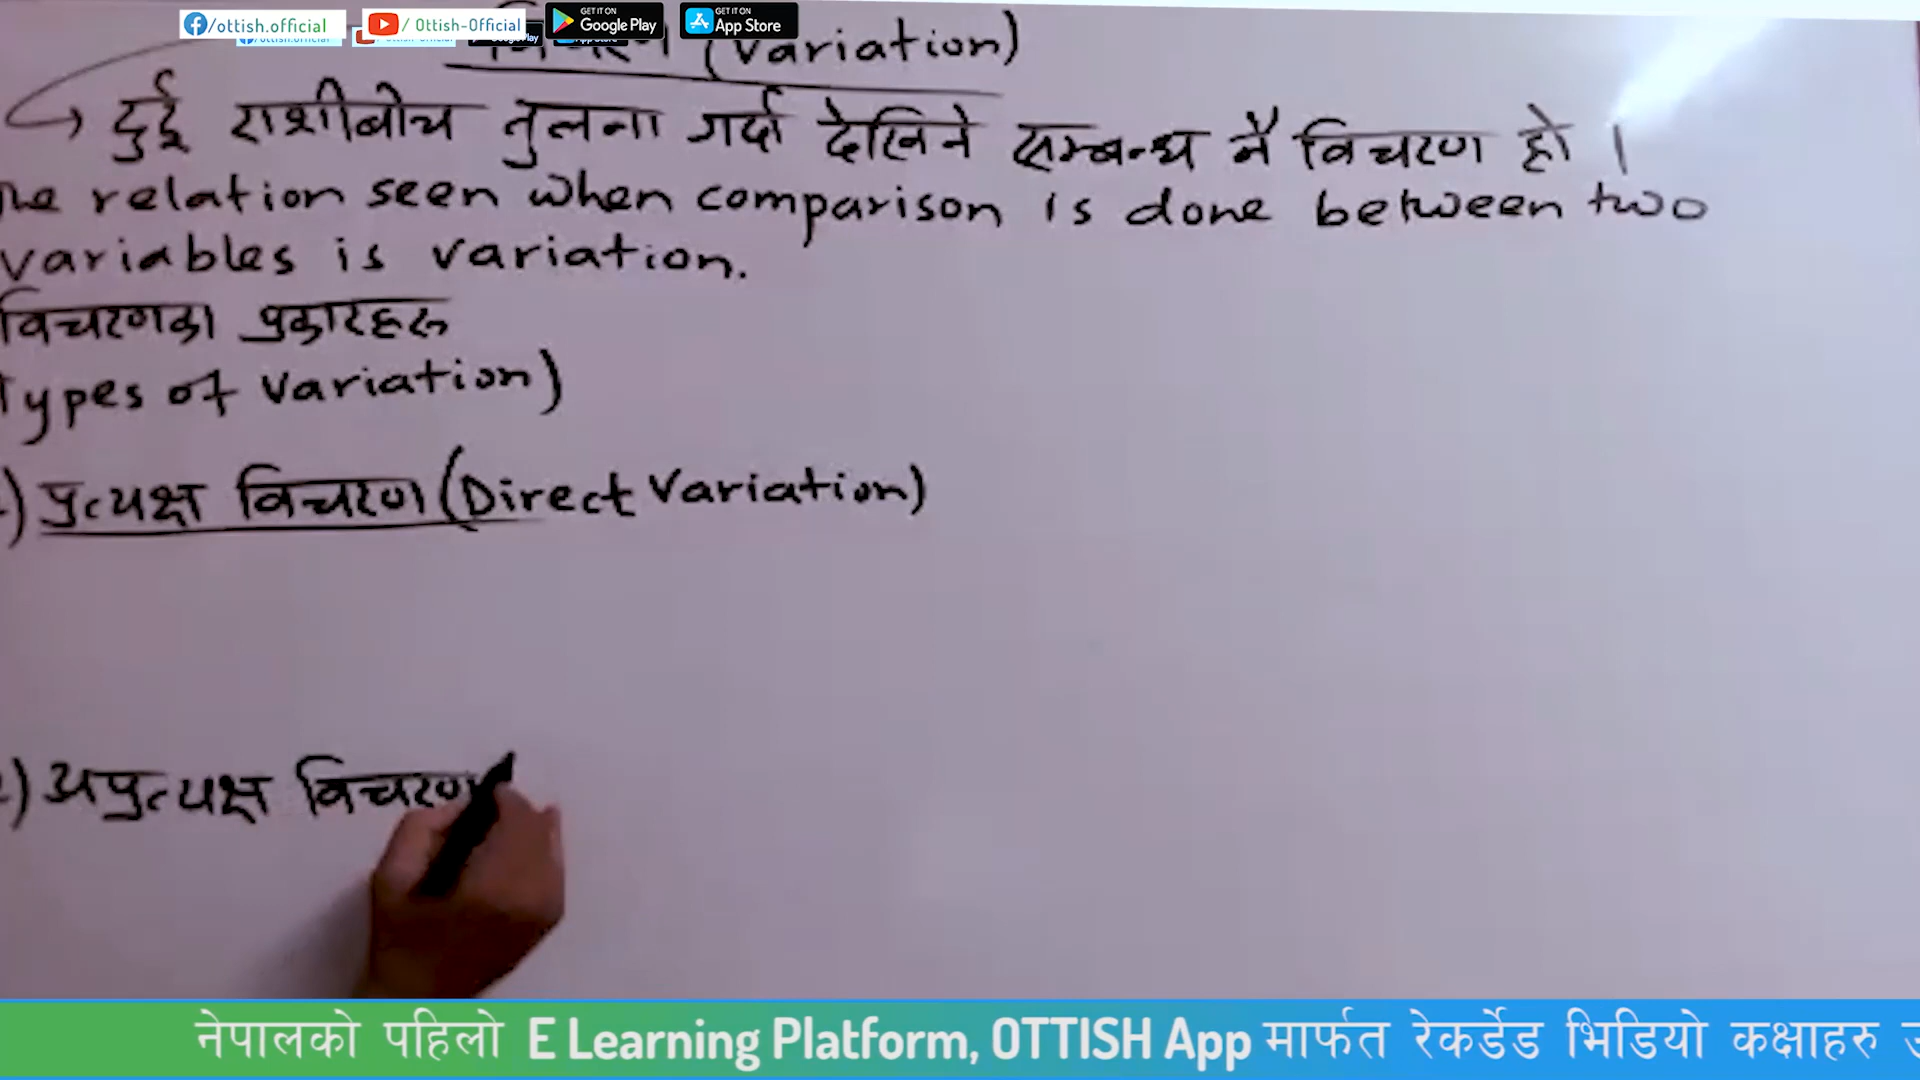 /ottish.official / Ottish-Official GET IT ON Google Play GET IT ON App Store
(Variation)
दुई राशीबीच तुलना गर्दा देखिने सम्बन्ध नै विचरण हो ।
The relation seen when comparison is done between two
variables is variation.
विचरणका प्रकारहरू
Types of Variation)
) प्रत्यक्ष विचरण (Direct Variation)
) अप्रत्यक्ष विचरण
नेपालको पहिलो E Learning Platform, OTTISH App मार्फत रेकर्डेड भिडियो कक्षाहरु